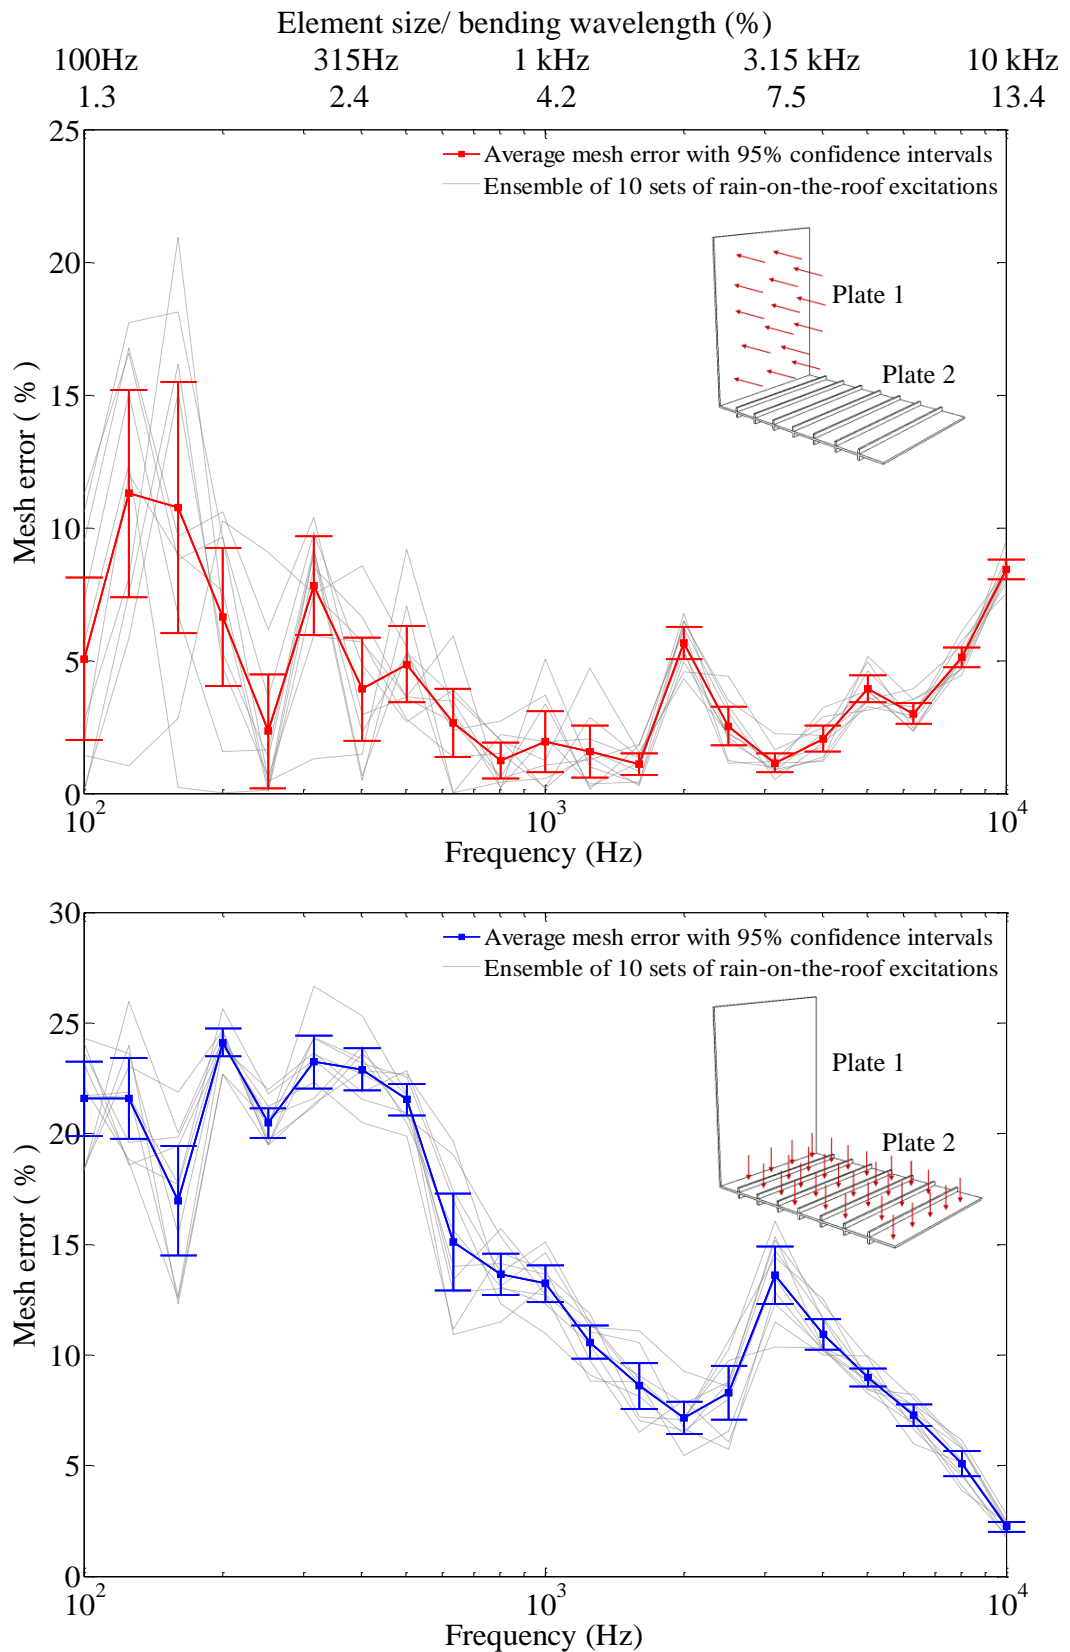 Element size/ bending wavelength (%)
100Hz 315Hz 1 kHz 3.15 kHz 10 kHz
1.3 2.4 4.2 7.5 13.4
25
Average mesh error with 95% confidence intervals
Ensemble of 10 sets of rain-on-the-roof excitations
20
Plate 1
15
Plate 2
Mesh error ( % )
10
5
0
10^2 10^3 10^4
Frequency (Hz)
30
Average mesh error with 95% confidence intervals
Ensemble of 10 sets of rain-on-the-roof excitations
25
Plate 1
20
Plate 2
15
Mesh error ( % )
10
5
0
10^2 10^3 10^4
Frequency (Hz)